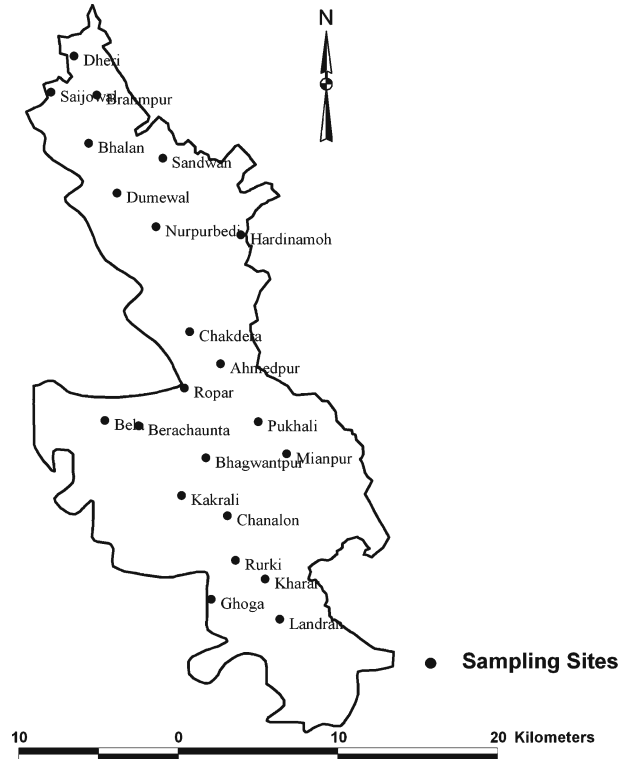 N
Dheri
Saijowal
Brahmpur
Bhalan
Sandwan
Dumewal
Nurpurbedi
Hardinamoh
Chakdera
Ahmedpur
Ropar
Bela
Berachaunta
Pukhali
Bhagwantpur
Mianpur
Kakrali
Chanalon
Rurki
Kharar
Ghoga
Landran
Sampling Sites
10 0 10 20 Kilometers